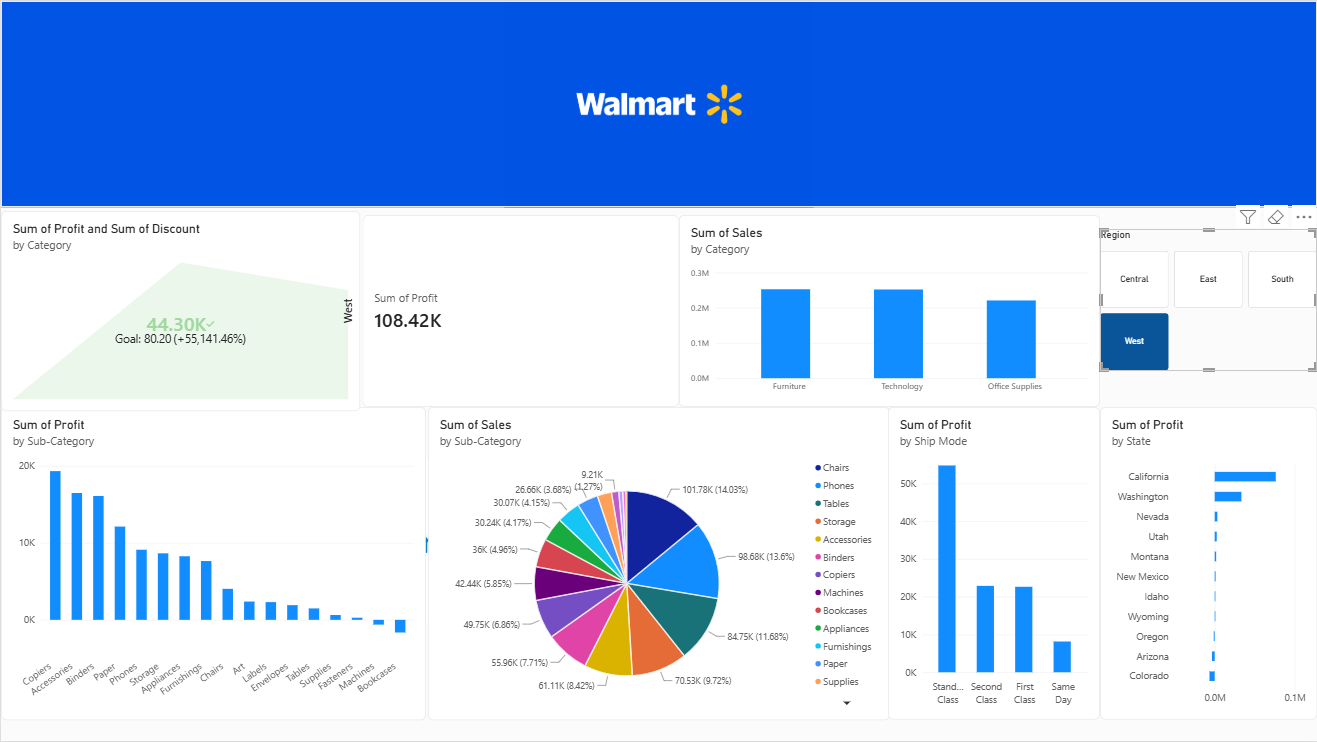 Walmart
Sum of Profit and Sum of Discount
by Category
44.30K
Goal: 80.20 (+55,141.46%)
West
Sum of Profit
108.42K
Sum of Sales
by Category
0.3M
0.2M
0.1M
0.0M
Furniture
Technology
Office Supplies
Region
Central
East
South
West
Sum of Profit
by Sub-Category
20K
10K
0K
Copiers
Accessories
Binders
Paper
Phones
Storage
Appliances
Furnishings
Chairs
Art
Labels
Envelopes
Tables
Supplies
Fasteners
Machines
Bookcases
Sum of Sales
by Sub-Category
101.78K (14.03%)
98.68K (13.6%)
84.75K (11.68%)
70.53K (9.72%)
61.11K (8.42%)
55.96K (7.71%)
49.75K (6.86%)
42.44K (5.85%)
36K (4.96%)
30.24K (4.17%)
30.07K (4.15%)
26.66K (3.68%)
9.21K
(1.27%)
Chairs
Phones
Tables
Storage
Accessories
Binders
Copiers
Machines
Bookcases
Appliances
Furnishings
Paper
Supplies
Sum of Profit
by Ship Mode
50K
40K
30K
20K
10K
0K
Stand...
Class
Second
Class
First
Class
Same
Day
Sum of Profit
by State
California
Washington
Nevada
Utah
Montana
New Mexico
Idaho
Wyoming
Oregon
Arizona
Colorado
0.0M
0.1M